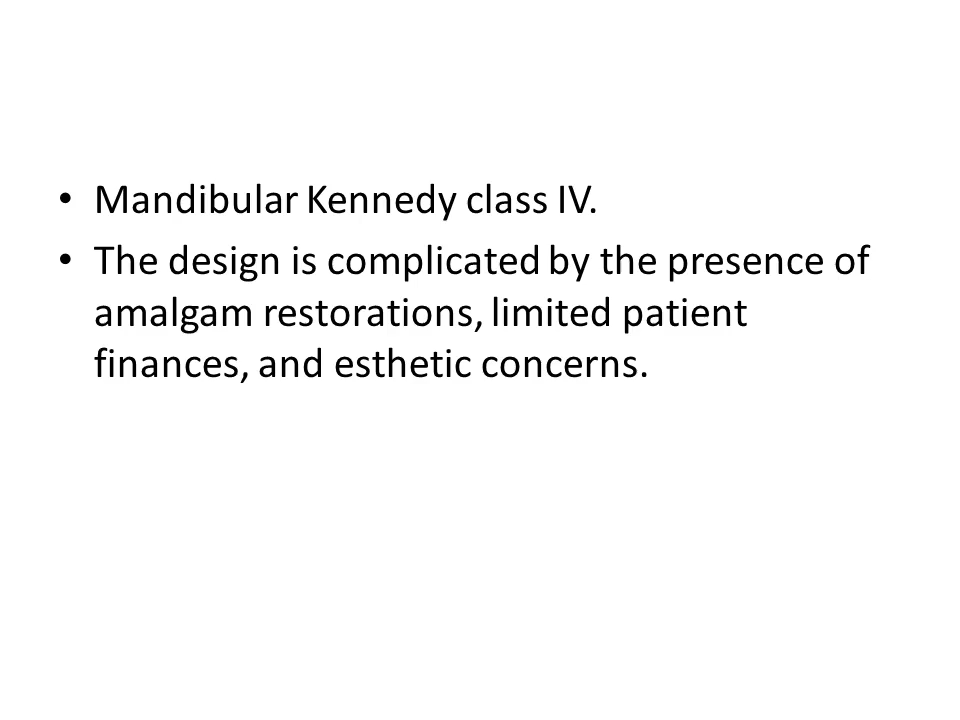 • Mandibular Kennedy class IV.
• The design is complicated by the presence of
amalgam restorations, limited patient
finances, and esthetic concerns.